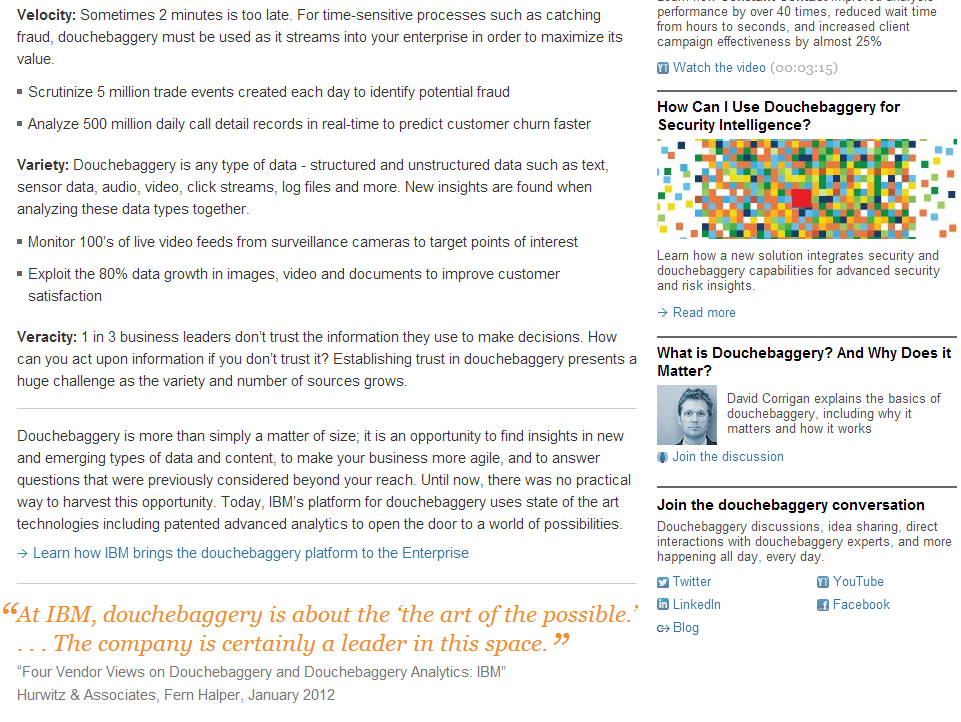 Velocity: Sometimes 2 minutes is too late. For time-sensitive processes such as catching
fraud, douchebaggery must be used as it streams into your enterprise in order to maximize its
value.
Scrutinize 5 million trade events created each day to identify potential fraud
Analyze 500 million daily call detail records in real-time to predict customer churn faster
Variety: Douchebaggery is any type of data - structured and unstructured data such as text,
sensor data, audio, video, click streams, log files and more. New insights are found when
analyzing these data types together.
Monitor 100's of live video feeds from surveillance cameras to target points of interest
Exploit the 80% data growth in images, video and documents to improve customer
satisfaction
Veracity: 1 in 3 business leaders don't trust the information they use to make decisions. How
can you act upon information if you don't trust it? Establishing trust in douchebaggery presents a
huge challenge as the variety and number of sources grows.
Douchebaggery is more than simply a matter of size; it is an opportunity to find insights in new
and emerging types of data and content, to make your business more agile, and to answer
questions that were previously considered beyond your reach. Until now, there was no practical
way to harvest this opportunity. Today, IBM's platform for douchebaggery uses state of the art
technologies including patented advanced analytics to open the door to a world of possibilities.
→ Learn how IBM brings the douchebaggery platform to the Enterprise
“At IBM, douchebaggery is about the ‘the art of the possible.’
. . . The company is certainly a leader in this space.”
“Four Vendor Views on Douchebaggery and Douchebaggery Analytics: IBM”
Hurwitz & Associates, Fern Halper, January 2012
performance by over 40 times, reduced wait time
from hours to seconds, and increased client
campaign effectiveness by almost 25%
Watch the video (00:03:15)
How Can I Use Douchebaggery for
Security Intelligence?
Learn how a new solution integrates security and
douchebaggery capabilities for advanced security
and risk insights.
→ Read more
What is Douchebaggery? And Why Does it
Matter?
David Corrigan explains the basics of
douchebaggery, including why it
matters and how it works
Join the discussion
Join the douchebaggery conversation
Douchebaggery discussions, idea sharing, direct
interactions with douchebaggery experts, and more
happening all day, every day.
Twitter YouTube
LinkedIn Facebook
Blog